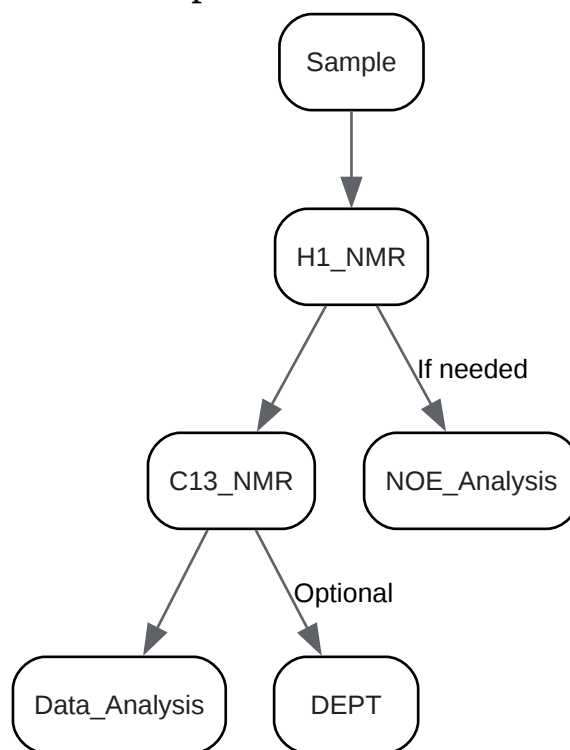 Sample
H1_NMR
If needed
C13_NMR
NOE_Analysis
Optional
Data_Analysis
DEPT